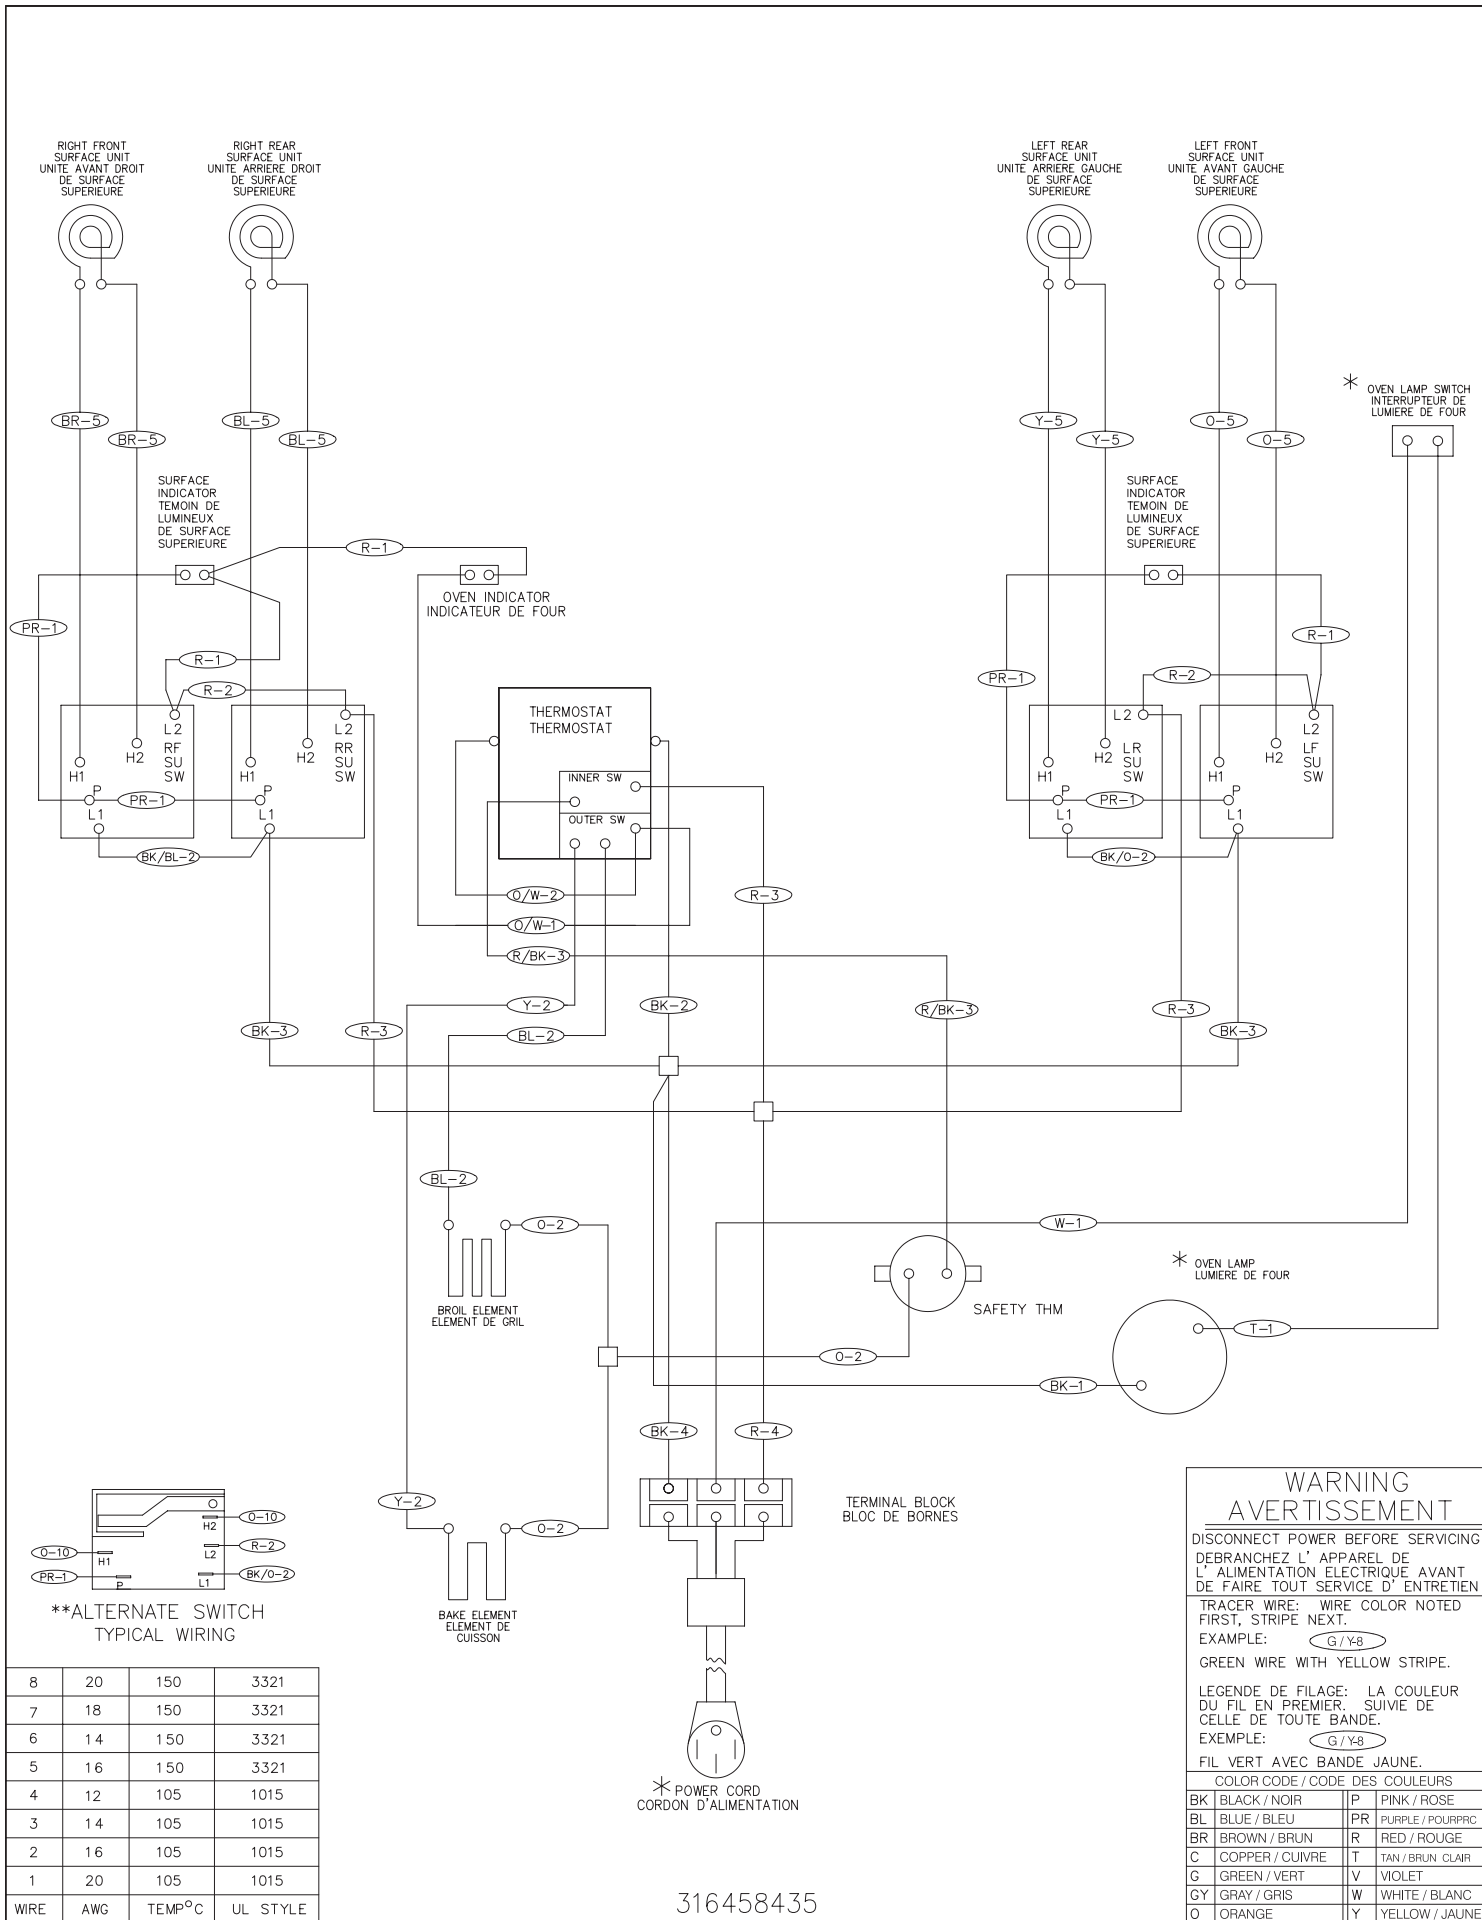 RIGHT FRONT
SURFACE UNIT
UNITE AVANT DROIT
DE SURFACE
SUPERIEURE
RIGHT REAR
SURFACE UNIT
UNITE ARRIERE DROIT
DE SURFACE
SUPERIEURE
LEFT REAR
SURFACE UNIT
UNITE ARRIERE GAUCHE
DE SURFACE
SUPERIEURE
LEFT FRONT
SURFACE UNIT
UNITE AVANT GAUCHE
DE SURFACE
SUPERIEURE
* OVEN LAMP SWITCH
INTERRUPTEUR DE
LUMIERE DE FOUR
BR-5
BR-5
BL-5
BL-5
Y-5
Y-5
O-5
O-5
SURFACE
INDICATOR
TEMOIN DE
LUMINEUX
DE SURFACE
SUPERIEURE
SURFACE
INDICATOR
TEMOIN DE
LUMINEUX
DE SURFACE
SUPERIEURE
R-1
OVEN INDICATOR
INDICATEUR DE FOUR
PR-1
R-1
R-2
R-1
PR-1
R-2
L2
RF
SU
SW
H1
H2
P
L1
PR-1
L2
RR
SU
SW
H1
H2
P
L1
BK/BL-2
THERMOSTAT
THERMOSTAT
INNER SW
OUTER SW
L2
LR
SU
SW
H1
H2
P
L1
PR-1
L2
LF
SU
SW
H1
H2
P
L1
BK/O-2
O/W-2
O/W-1
R/BK-3
R-3
Y-2
BL-2
BK-2
R/BK-3
BK-3
R-3
R-3
BK-3
BL-2
O-2
BROIL ELEMENT
ELEMENT DE GRIL
W-1
SAFETY THM
* OVEN LAMP
LUMIERE DE FOUR
T-1
O-2
BK-1
BK-4
R-4
Y-2
O-2
BAKE ELEMENT
ELEMENT DE
CUISSON
TERMINAL BLOCK
BLOC DE BORNES
* POWER CORD
CORDON D'ALIMENTATION
O-10
H2
R-2
L2
O-10
H1
PR-1
P
L1
BK/O-2
**ALTERNATE SWITCH
TYPICAL WIRING
8 20 150 3321
7 18 150 3321
6 14 150 3321
5 16 150 3321
4 12 105 1015
3 14 105 1015
2 16 105 1015
1 20 105 1015
WIRE AWG TEMP°C UL STYLE
316458435
WARNING
AVERTISSEMENT
DISCONNECT POWER BEFORE SERVICING
DEBRANCHEZ L' APPAREL DE
L' ALIMENTATION ELECTRIQUE AVANT
DE FAIRE TOUT SERVICE D' ENTRETIEN
TRACER WIRE: WIRE COLOR NOTED
FIRST, STRIPE NEXT.
EXAMPLE: G/Y-8
GREEN WIRE WITH YELLOW STRIPE.
LEGENDE DE FILAGE: LA COULEUR
DU FIL EN PREMIER. SUIVIE DE
CELLE DE TOUTE BANDE.
EXEMPLE: G/Y-8
FIL VERT AVEC BANDE JAUNE.
COLOR CODE / CODE DES COULEURS
BK BLACK / NOIR P PINK / ROSE
BL BLUE / BLEU PR PURPLE / POURPRC
BR BROWN / BRUN R RED / ROUGE
C COPPER / CUIVRE T TAN / BRUN CLAIR
G GREEN / VERT V VIOLET
GY GRAY / GRIS W WHITE / BLANC
O ORANGE Y YELLOW / JAUNE